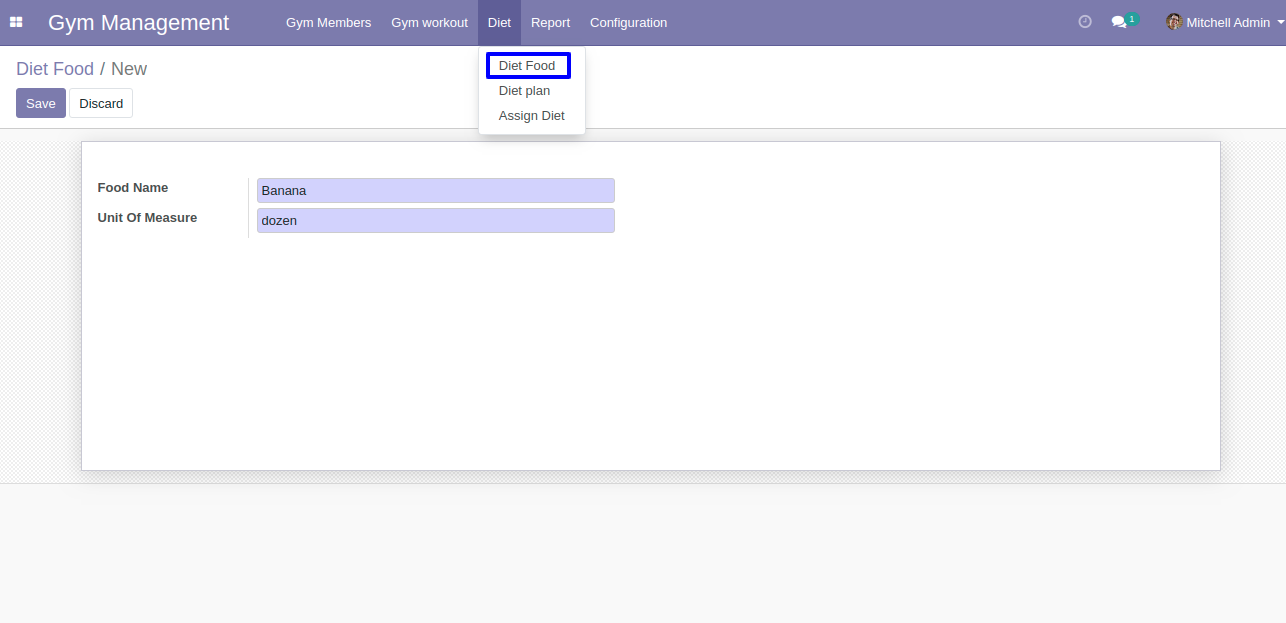 Gym Management Gym Members Gym workout Diet Report Configuration 1 Mitchell Admin
Diet Food / New
Save Discard
Diet Food
Diet plan
Assign Diet
Food Name Banana
Unit Of Measure dozen